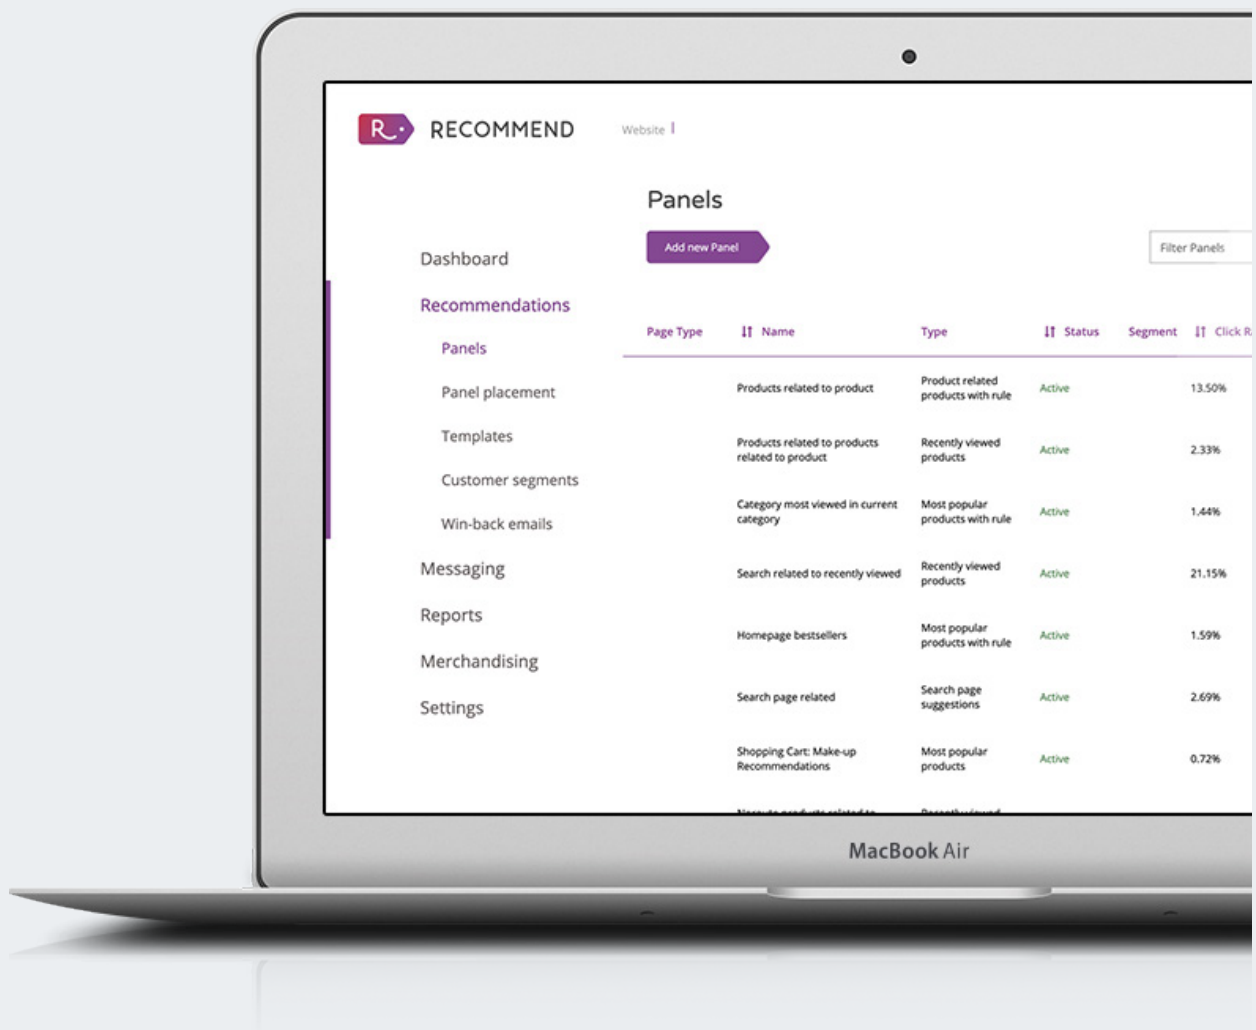 R
RECOMMEND
Website
Panels
Add new Panel
Filter Panels
Dashboard
Recommendations
Panels
Panel placement
Templates
Customer segments
Win-back emails
Messaging
Reports
Merchandising
Settings
Page Type Name Type Status Segment Click
Products related to product
Product related
products with rule
Active
13.50%
Products related to products
related to product
Recently viewed
products
Active
2.33%
Category most viewed in current
category
Most popular
products with rule
Active
1.44%
Search related to recently viewed
Recently viewed
products
Active
21.15%
Homepage bestsellers
Most popular
products with rule
Active
1.59%
Search page related
Search page
suggestions
Active
2.69%
Shopping Cart: Make-up
Recommendations
Most popular
products
Active
0.72%
MacBook Air